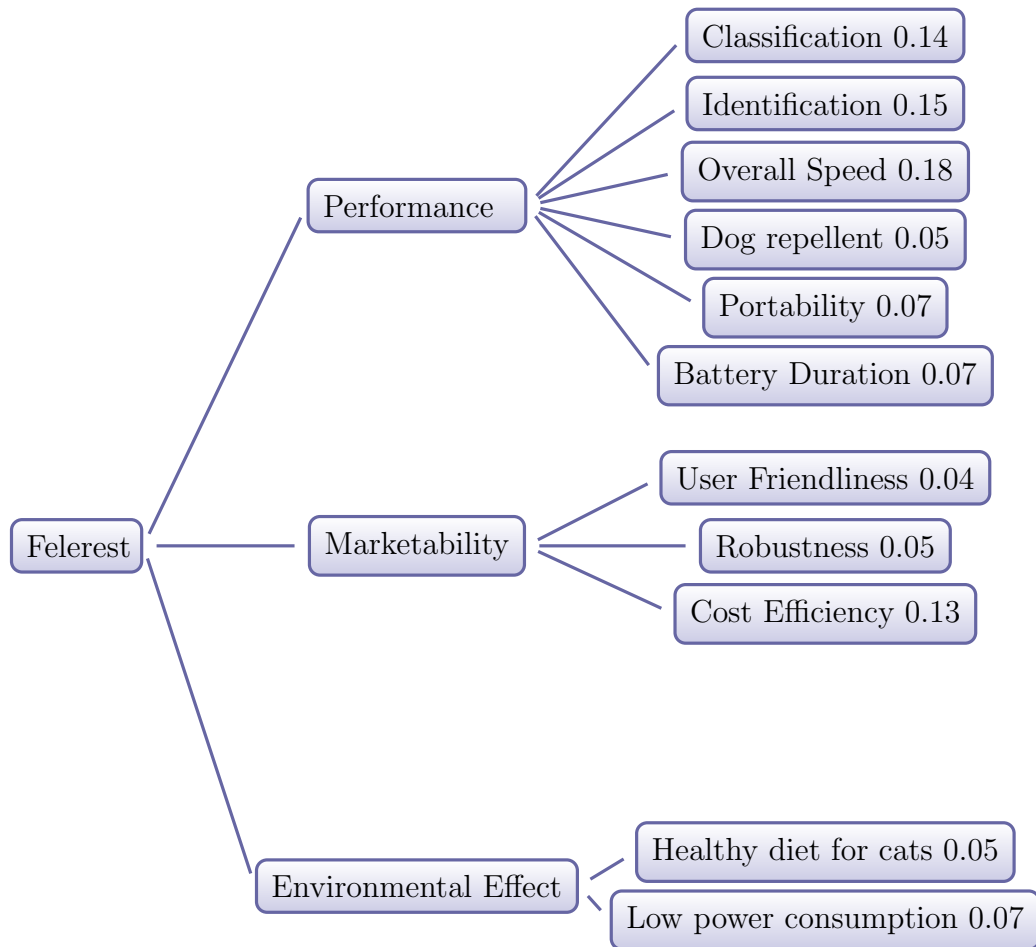 Felerest
Performance
Classification 0.14
Identification 0.15
Overall Speed 0.18
Dog repellent 0.05
Portability 0.07
Battery Duration 0.07
Marketability
User Friendliness 0.04
Robustness 0.05
Cost Efficiency 0.13
Environmental Effect
Healthy diet for cats 0.05
Low power consumption 0.07